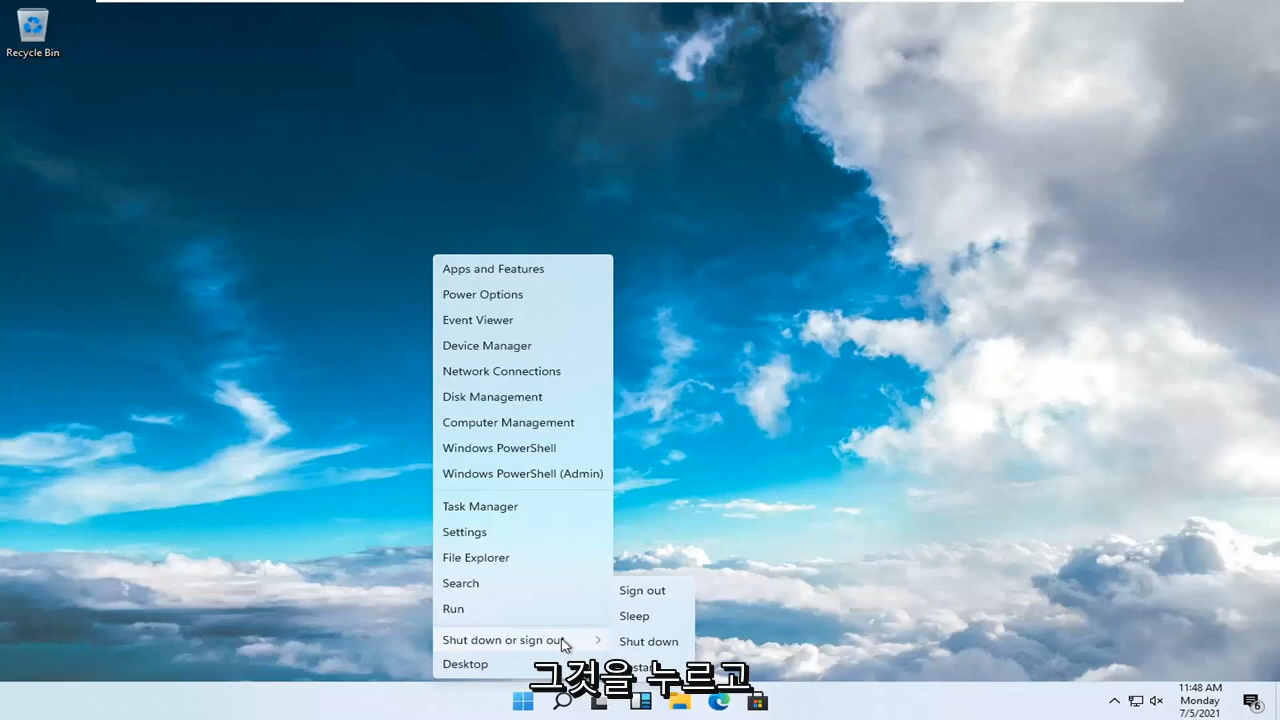 Recycle Bin
Apps and Features
Power Options
Event Viewer
Device Manager
Network Connections
Disk Management
Computer Management
Windows PowerShell
Windows PowerShell (Admin)
Task Manager
Settings
File Explorer
Search
Run
Shut down or sign out
Desktop
Sign out
Sleep
Shut down
그것을 누르고
11:48 AM
Monday
7/5/2021
6